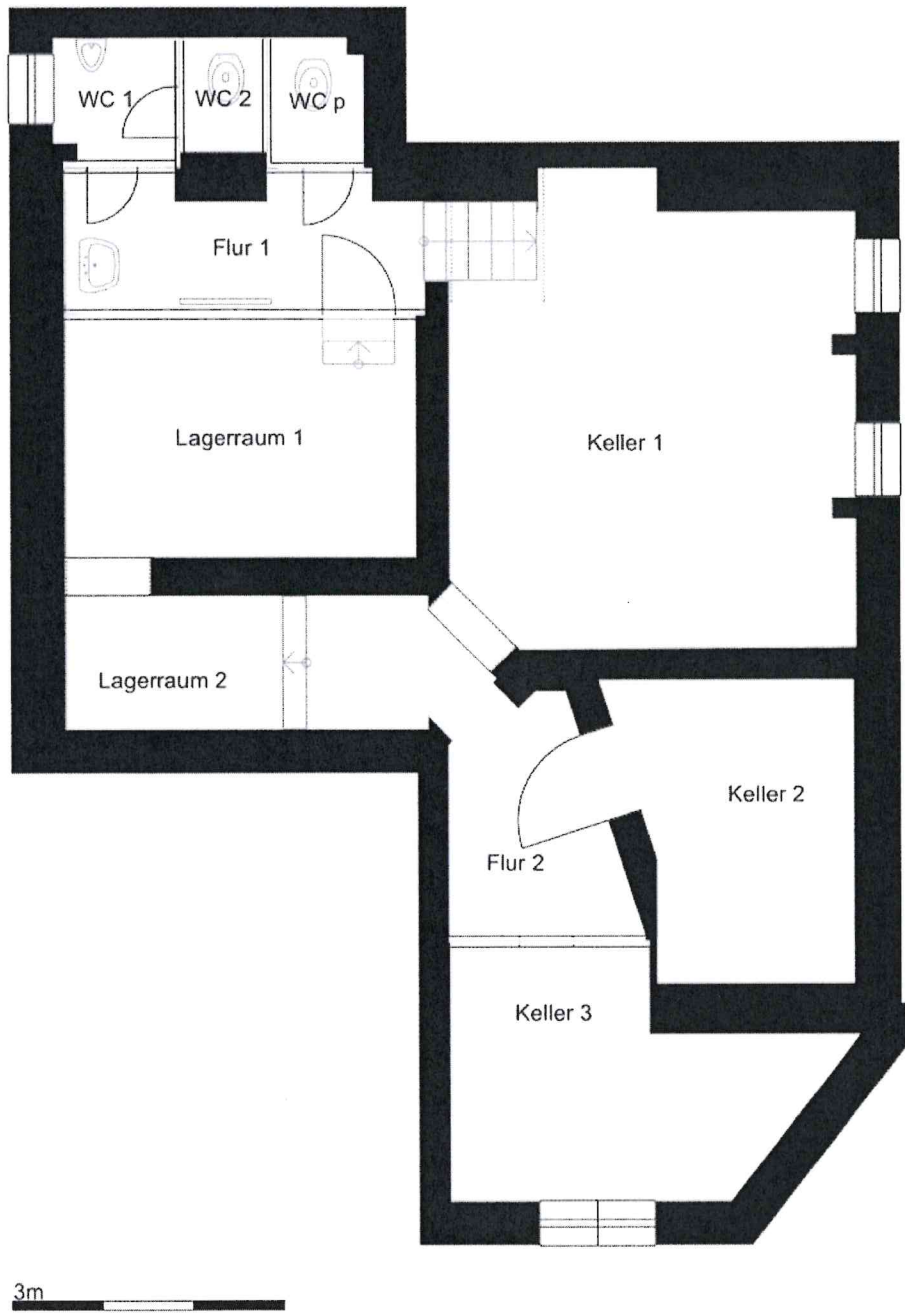 WC 1
WC 2
WC p
Flur 1
Lagerraum 1
Keller 1
Lagerraum 2
Keller 2
Flur 2
Keller 3
3m